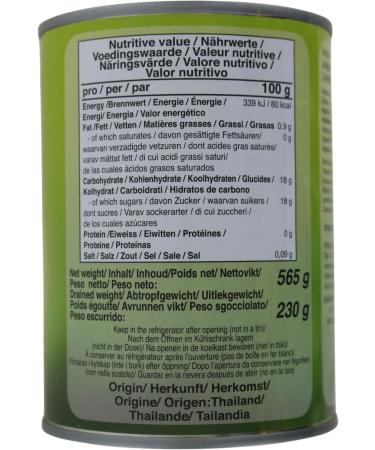 Nutritive value / Nährwerte /
Voedingswaarde / Valeur nutritive /
Näringsvärde / Valore nutritivo /
Valor nutritivo
pro / per / par 100 g
Energy /Brennwert / Energie / Énergie / 339 kJ / 80 kcal
Energi/ Energia / Valor energético
Fat /Fett / Vetten / Matières grasses / Grassi / Grasas 0.9 g
- of which saturates / davon gesättigte Fettsäuren/ 0g
waarvan verzadigde vetzuren / dont acides gras saturés/
varav mättat fett / di cui acidi grassi saturi/
de las cuales ácidos grasos saturados
Carbohydrate / Kohlenhydrate / Koolhydraten / Glucides / 18 g
Kolhydrat / Carboidrati / Hidratos de carbono
- of which sugars / davon Zucker / waarvan suikers / 18 g
dont sucres / Varav sockerarter / di cui zuccheri /
de los cuales azúcares
Protein /Eiweiss / Eiwitten / Protéines / 0 g
Proteine / Proteínas
Salt / Salz / Zout / Sel / Sale / Sal 0,09 g
Net weight/ Inhalt/ Inhoud/Poids net/ Nettovikt/ 565 g
Peso netto/ Peso neto:
Drained weight/ Abtropfgewicht/ Uitlekgewicht/ 230 g
Poids égoutte/ Avrunnen vikt/ Peso sgócciolato/
Peso escurrido:
Keep in the refrigerator after opening (not in a tin)/
Nach dem Öffnen im Kühlschrank lagern
(nicht in der Dose)/ Na openen in de koelkast bewaren (niet in blik)/
À conserver au réfrigérateur après l'ouverture (pas de boîte en fer blanc)/
Förvaras i kylskåp (inte i burk) efter öppning/ Dopo l'apertura da conservare nel frigorifero
(non nella scatola)/ Guardar en la nevera después de abrir (no en la lata)
Origin/ Herkunft/ Herkomst/
Origine/ Origen:Thailand/
Thaïlande/ Tailandia